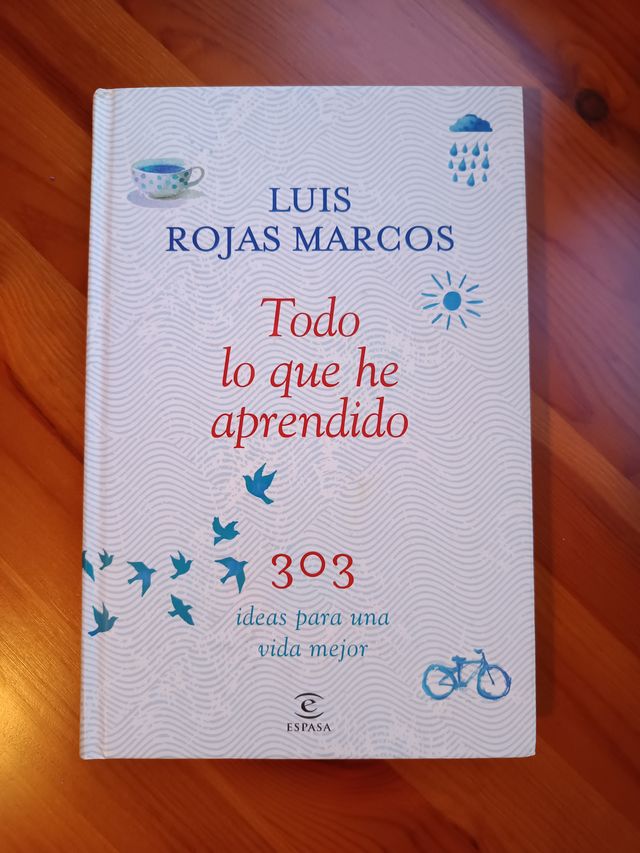 LUIS
ROJAS MARCOS
Todo
lo que he
aprendido
303
ideas para una
vida mejor
e
ESPASA